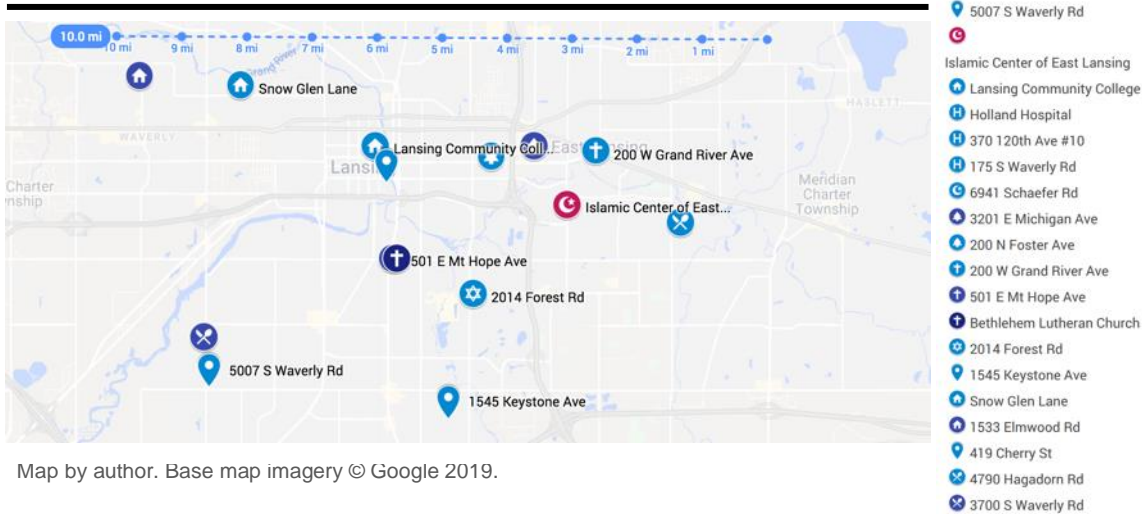 10.0 mi
10 mi
9 mi
8 mi
7 mi
6 mi
5 mi
4 mi
3 mi
2 mi
1 mi
Grand River
Snow Glen Lane
HASLETT
WAVERLY
Lansing Community Coll...
East Lansing
200 W Grand River Ave
Lansing
Charter
nship
Meridian
Charter
Township
Islamic Center of East...
501 E Mt Hope Ave
2014 Forest Rd
5007 S Waverly Rd
1545 Keystone Ave
Map by author. Base map imagery © Google 2019.
5007 S Waverly Rd
Islamic Center of East Lansing
Lansing Community College
Holland Hospital
370 120th Ave #10
175 S Waverly Rd
6941 Schaefer Rd
3201 E Michigan Ave
200 N Foster Ave
200 W Grand River Ave
501 E Mt Hope Ave
Bethlehem Lutheran Church
2014 Forest Rd
1545 Keystone Ave
Snow Glen Lane
1533 Elmwood Rd
419 Cherry St
4790 Hagadorn Rd
3700 S Waverly Rd